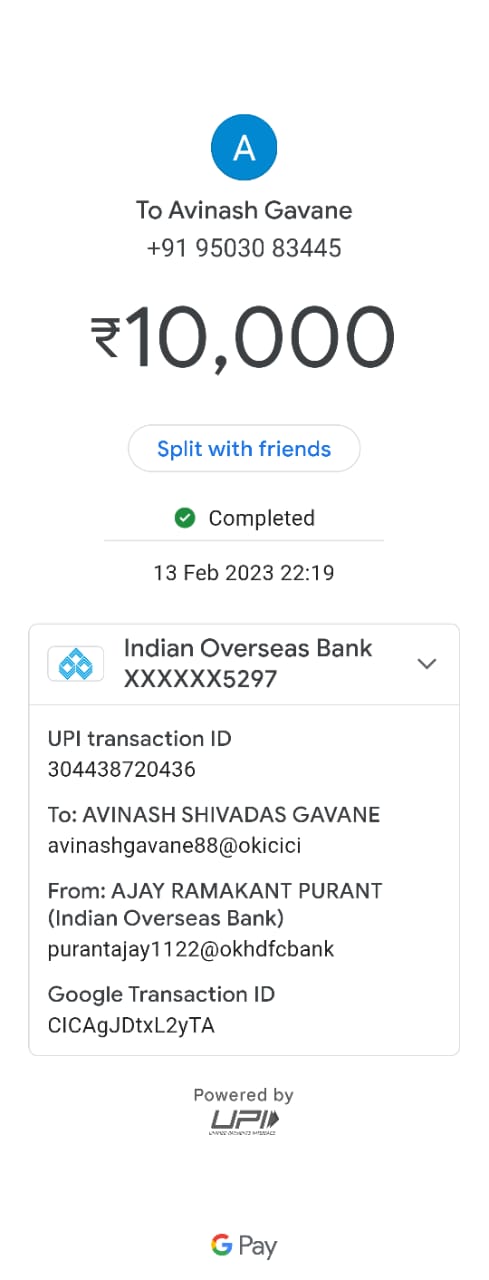 A
To Avinash Gavane
+91 95030 83445
₹10,000
Split with friends
Completed
13 Feb 2023 22:19
Indian Overseas Bank
XXXXXX5297
UPI transaction ID
304438720436
To: AVINASH SHIVADAS GAVANE
avinashgavane88@okicici
From: AJAY RAMAKANT PURANT
(Indian Overseas Bank)
purantajay1122@okhdfcbank
Google Transaction ID
CICAgJDtxL2yTA
Powered by
UPI
UNIFIED PAYMENTS INTERFACE
G Pay